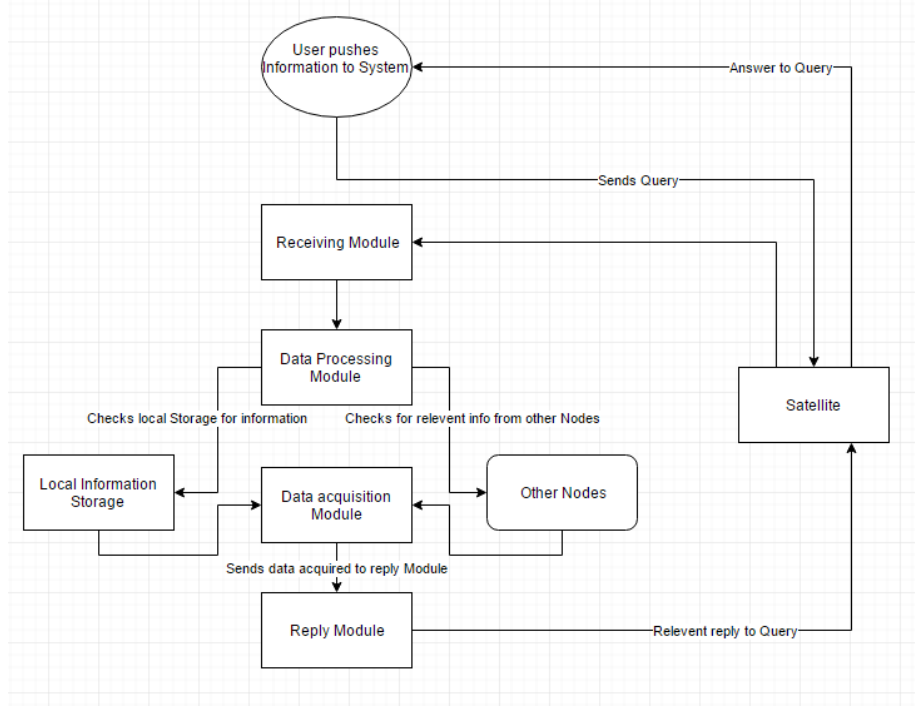 User pushes
Information to System
Answer to Query
Sends Query
Receiving Module
Data Processing
Module
Satellite
Checks local Storage for information
Checks for relevent info from other Nodes
Local Information
Storage
Data acquisition
Module
Other Nodes
Sends data acquired to reply Module
Reply Module
Relevent reply to Query